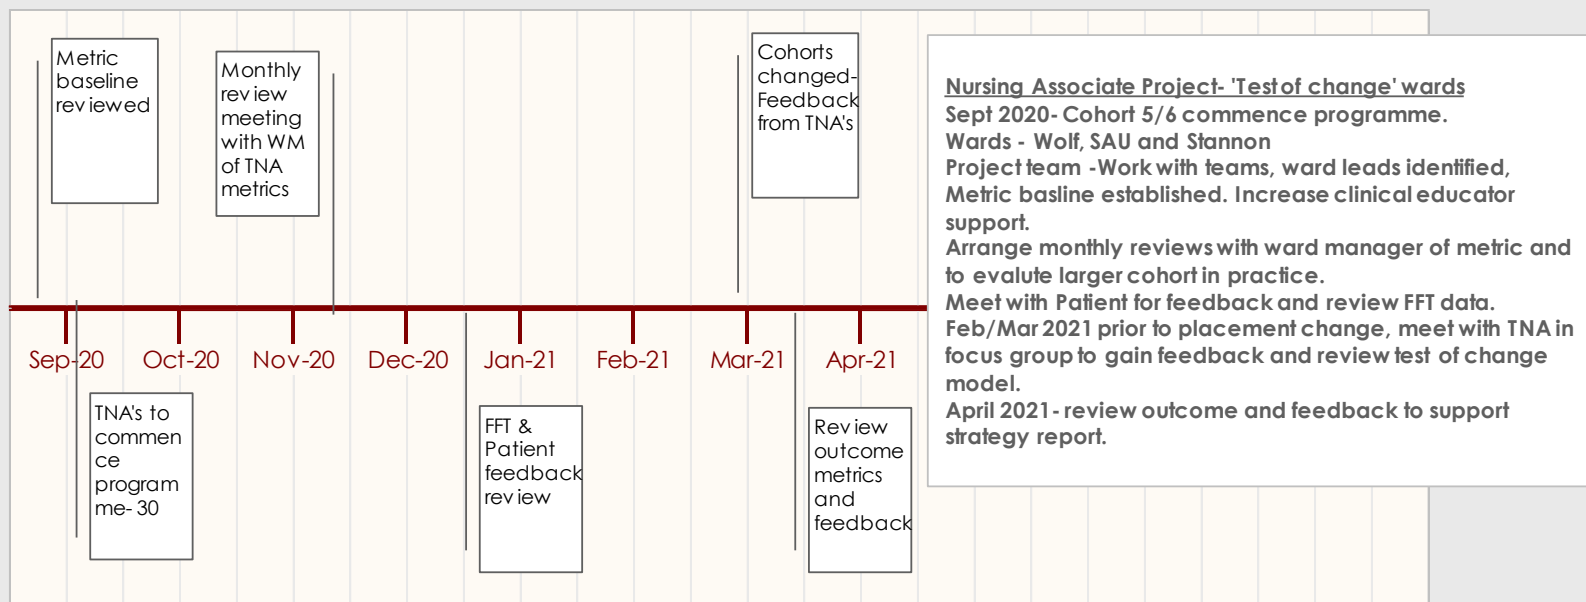 Metric
baseline
reviewed
Monthly
review
meeting
with WM
of TNA
metrics
Cohorts
changed-
Feedback
from TNA's
Sep-20 Oct-20 Nov-20 Dec-20 Jan-21 Feb-21 Mar-21 Apr-21
TNA's to
commen
ce
program
me- 30
FFT &
Patient
feedback
review
Review
outcome
metrics
and
feedback
Nursing Associate Project- 'Test of change' wards
Sept 2020- Cohort 5/6 commence programme.
Wards - Wolf, SAU and Stannon
Project team -Work with teams, ward leads identified,
Metric basline established. Increase clinical educator
support.
Arrange monthly reviews with ward manager of metric and
to evalute larger cohort in practice.
Meet with Patient for feedback and review FFT data.
Feb/Mar 2021 prior to placement change, meet with TNA in
focus group to gain feedback and review test of change
model.
April 2021- review outcome and feedback to support
strategy report.